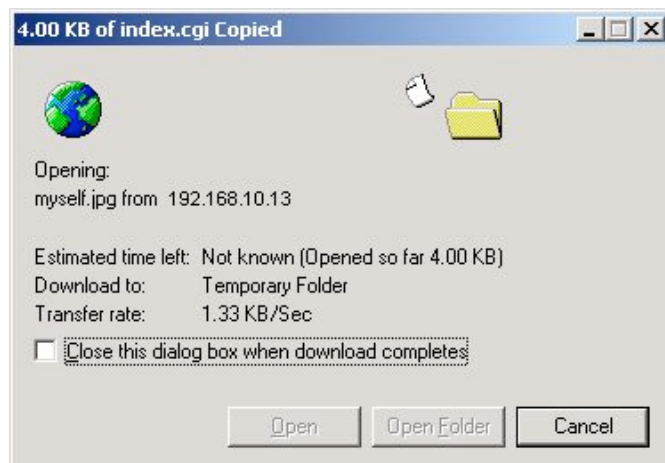 4.00 KB of index.cgi Copied
Opening:
myself.jpg from 192.168.10.13
Estimated time left: Not known (Opened so far 4.00 KB)
Download to: Temporary Folder
Transfer rate: 1.33 KB/Sec
Close this dialog box when download completes
Open Open Folder Cancel